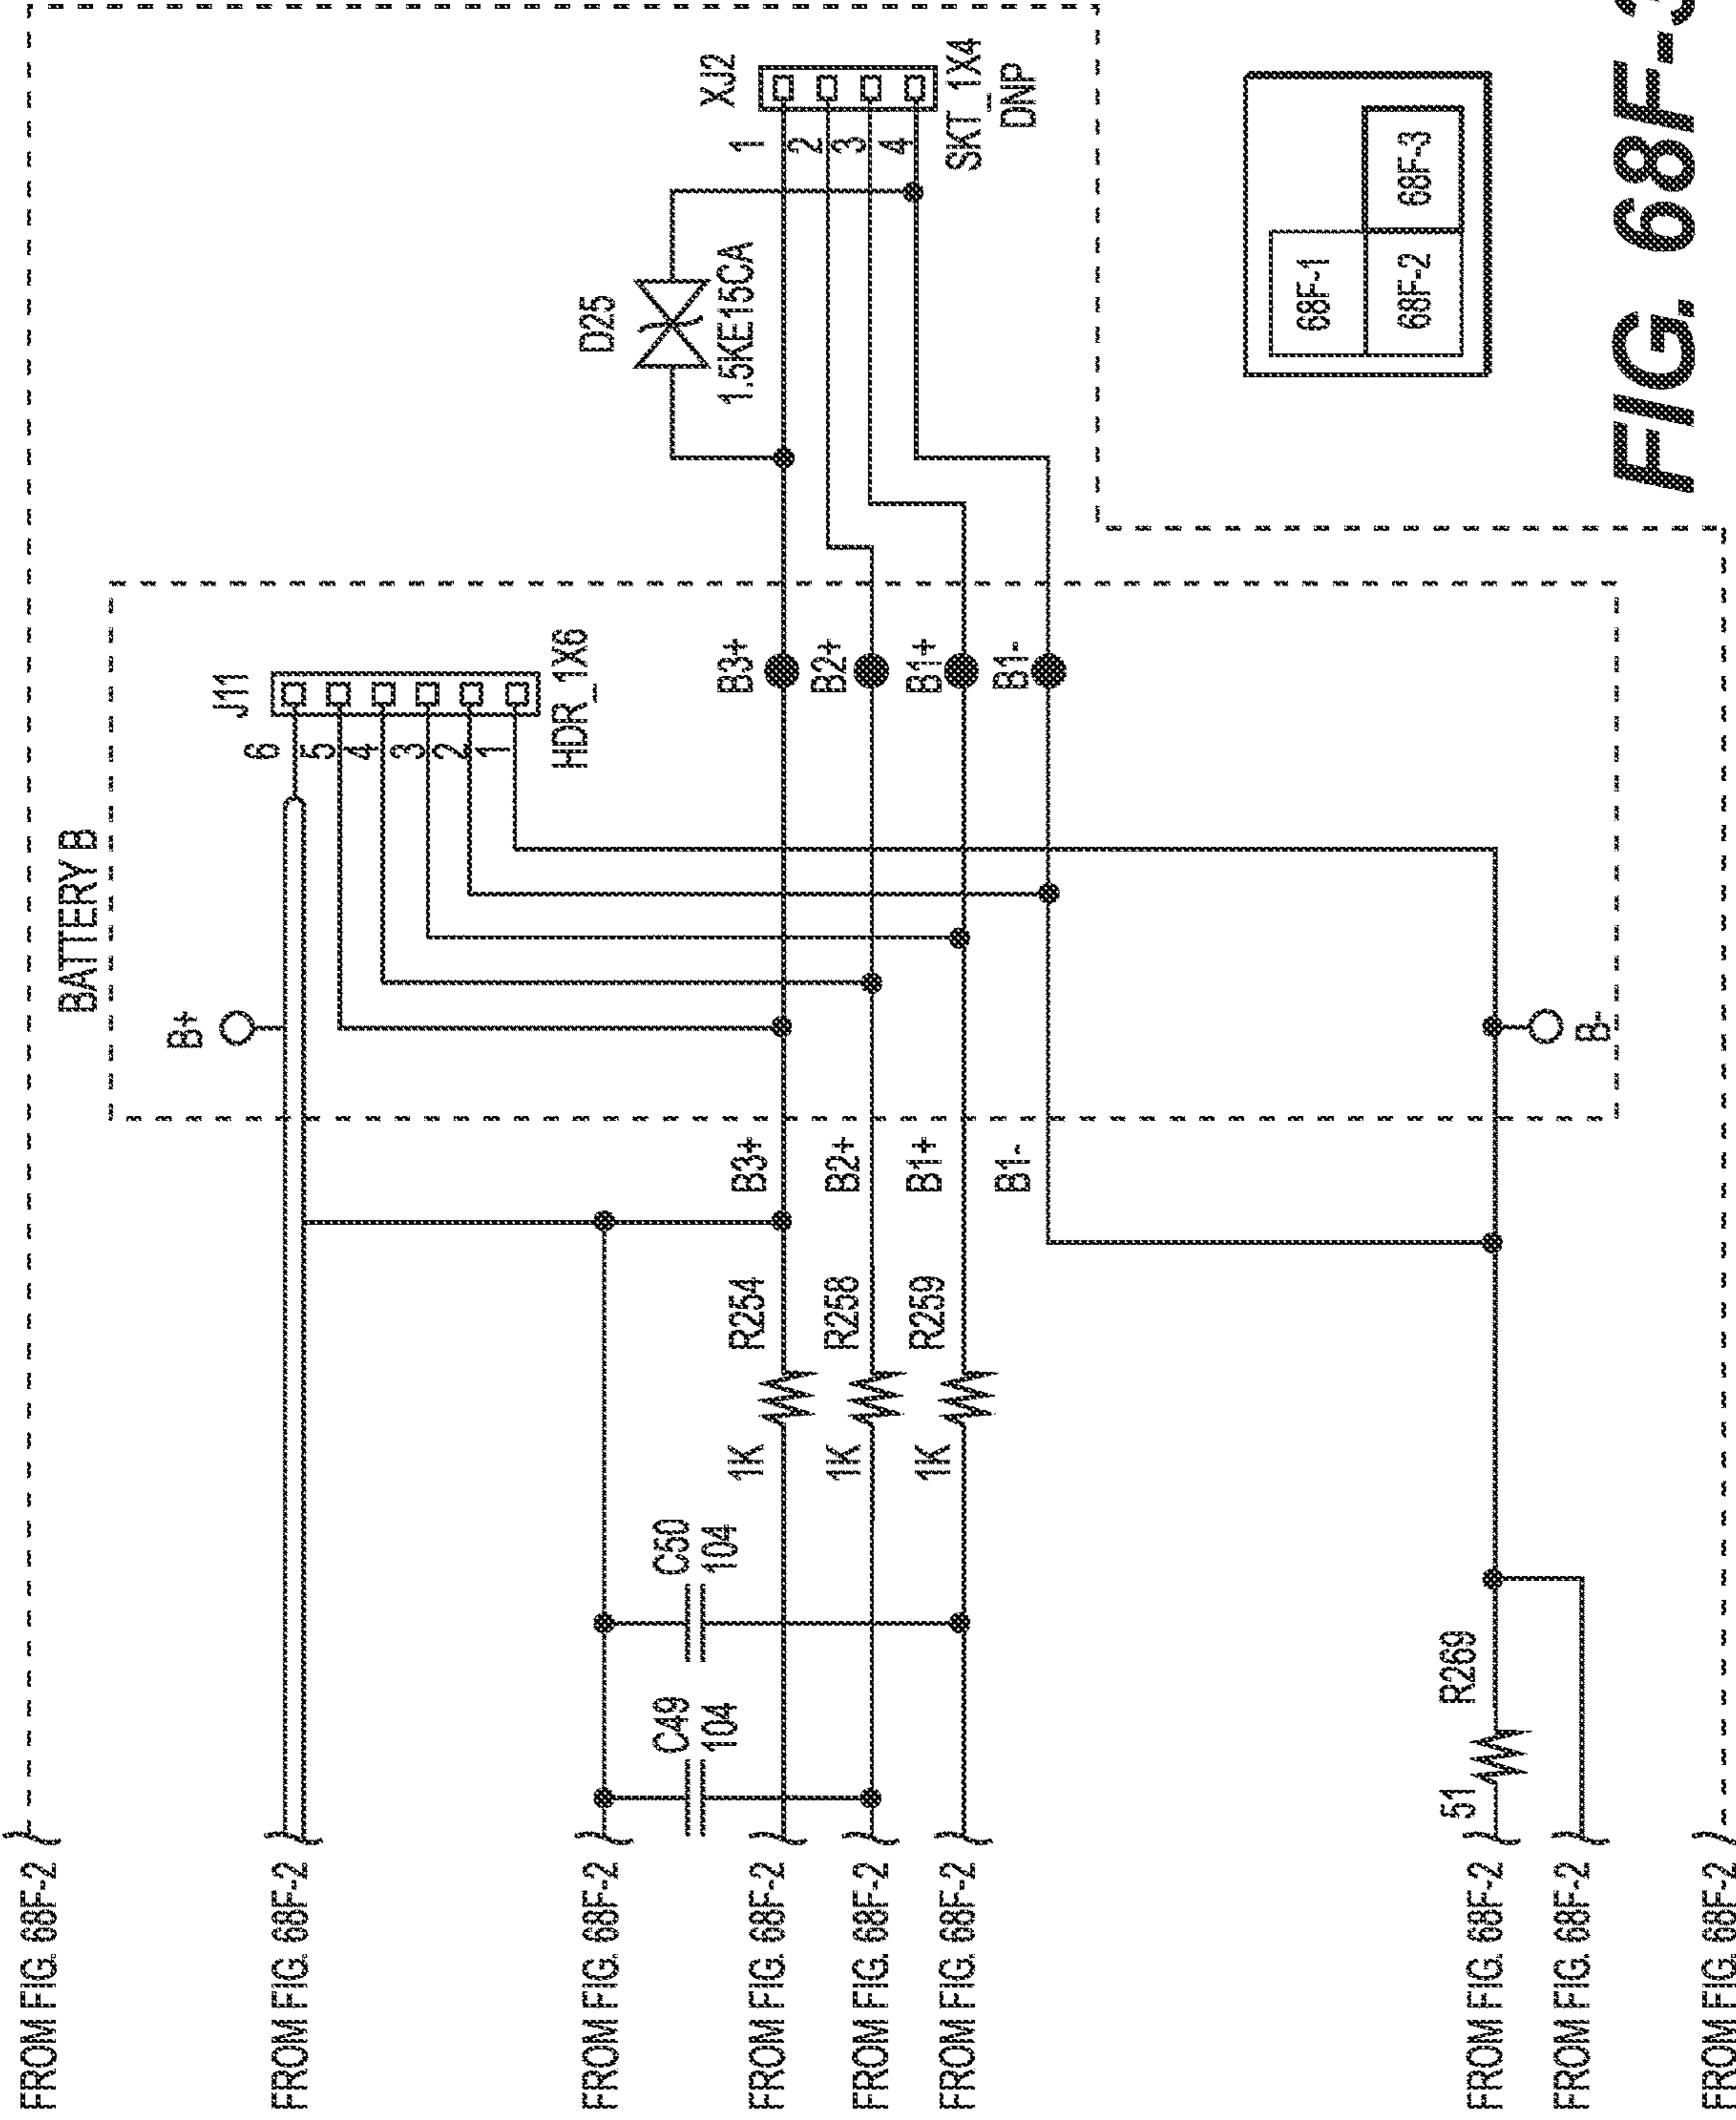 BATTERY B
B+
J11
6
5
4
3
2
1
HDR_1X6
D25
1.5KE15CA
XJ2
1
2
3
4
SKT_1X4
DNP
B3+
B2+
B1+
B1-
B3+
B2+
B1+
B1-
R254
1K
R258
1K
R259
1K
C50
104
C49
104
R269
51
B-
FROM FIG. 68F-2
FROM FIG. 68F-2
FROM FIG. 68F-2
FROM FIG. 68F-2
FROM FIG. 68F-2
FROM FIG. 68F-2
FROM FIG. 68F-2
FROM FIG. 68F-2
FROM FIG. 68F-2
68F-1
68F-2
68F-3
FIG. 68F-3